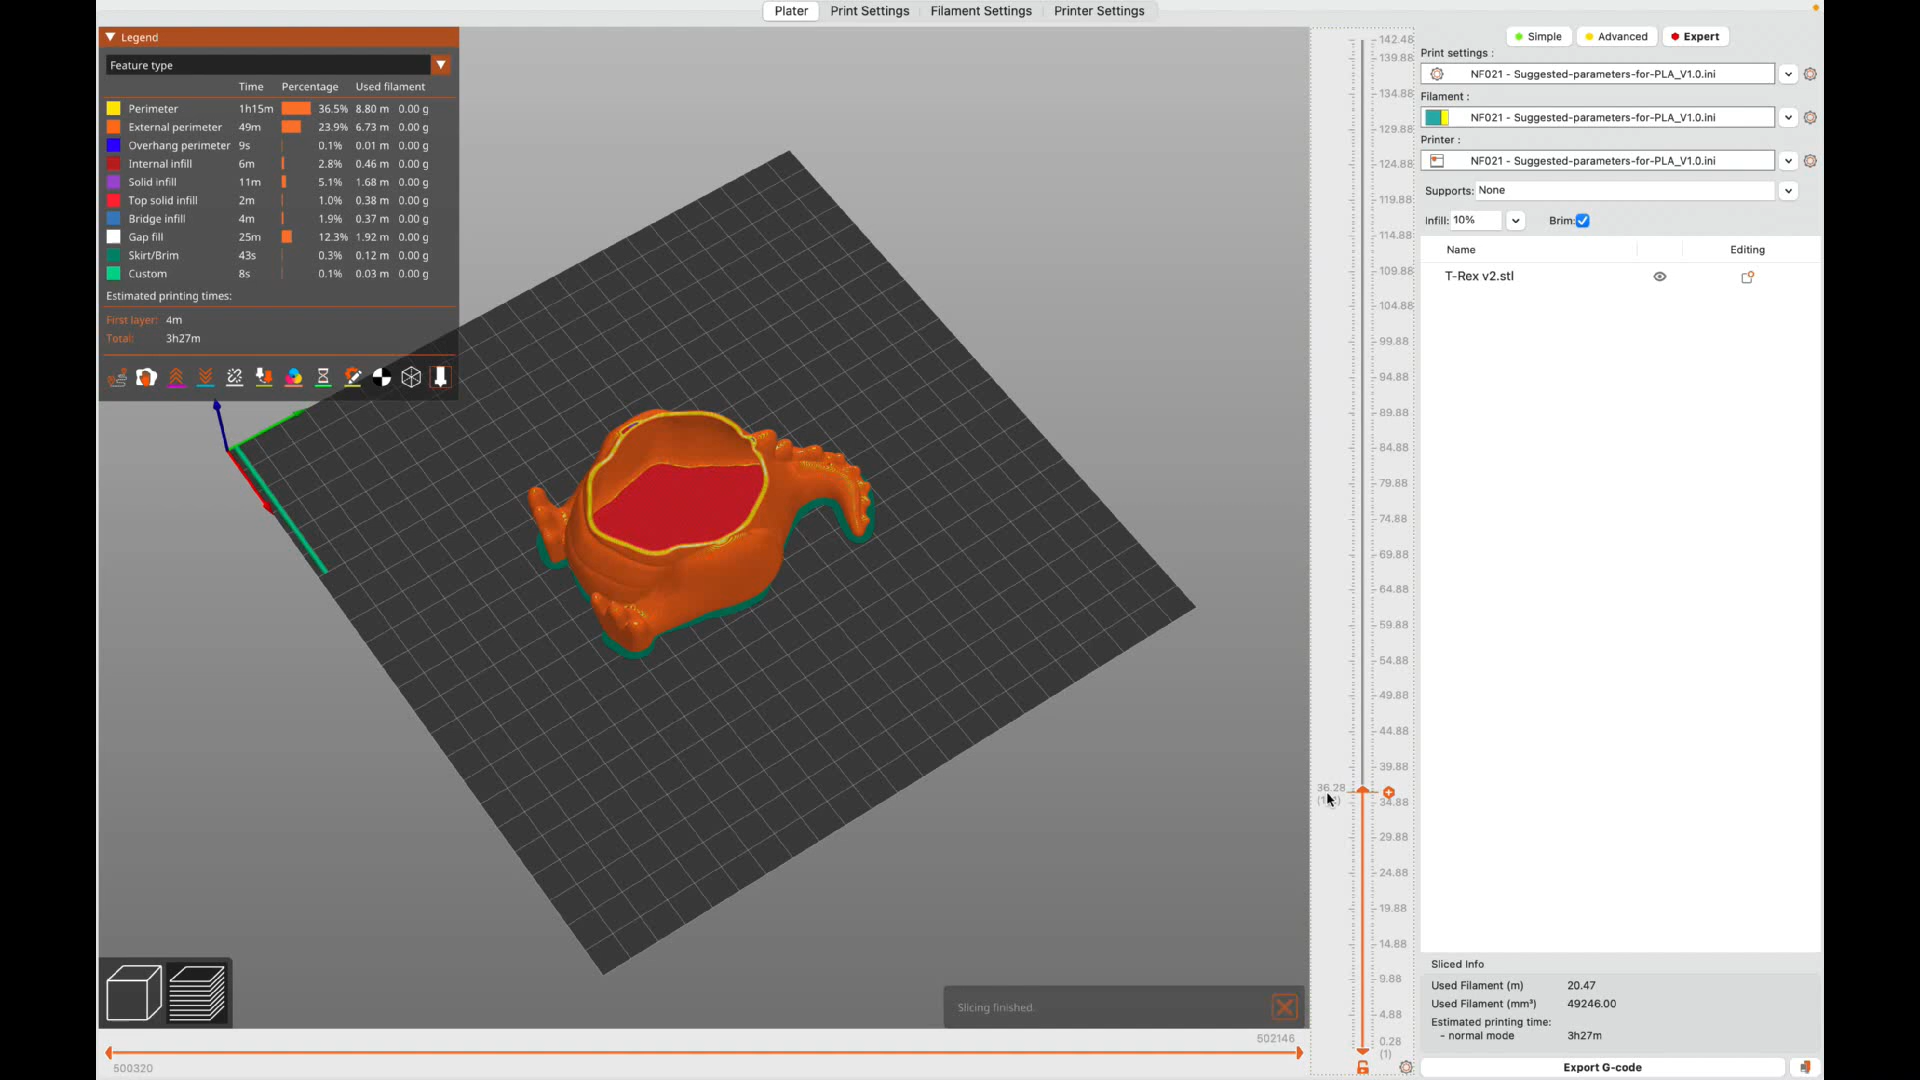 Plater Print Settings Filament Settings Printer Settings
Legend
Feature type
Time Percentage Used filament
Perimeter 1h15m 36.5% 8.80 m 0.00 g
External perimeter 49m 23.9% 6.73 m 0.00 g
Overhang perimeter 9s 0.1% 0.01 m 0.00 g
Internal infill 6m 2.8% 0.46 m 0.00 g
Solid infill 11m 5.1% 1.68 m 0.00 g
Top solid infill 2m 1.0% 0.38 m 0.00 g
Bridge infill 4m 1.9% 0.37 m 0.00 g
Gap fill 25m 12.3% 1.92 m 0.00 g
Skirt/Brim 43s 0.3% 0.12 m 0.00 g
Custom 8s 0.1% 0.03 m 0.00 g
Estimated printing times:
First layer: 4m
Total: 3h27m
Slicing finished.
502146
500320
142.48
139.88
134.88
129.88
124.88
119.88
114.88
109.88
104.88
99.88
94.88
89.88
84.88
79.88
74.88
69.88
64.88
59.88
54.88
49.88
44.88
39.88
36.28
34.88
29.88
24.88
19.88
14.88
9.88
4.88
0.28
(1)
Simple Advanced Expert
Print settings :
NF021 - Suggested-parameters-for-PLA_V1.0.ini
Filament :
NF021 - Suggested-parameters-for-PLA_V1.0.ini
Printer :
NF021 - Suggested-parameters-for-PLA_V1.0.ini
Supports: None
Infill: 10% Brim:
Name Editing
T-Rex v2.stl
Sliced Info
Used Filament (m) 20.47
Used Filament (mm³) 49246.00
Estimated printing time:
- normal mode 3h27m
Export G-code